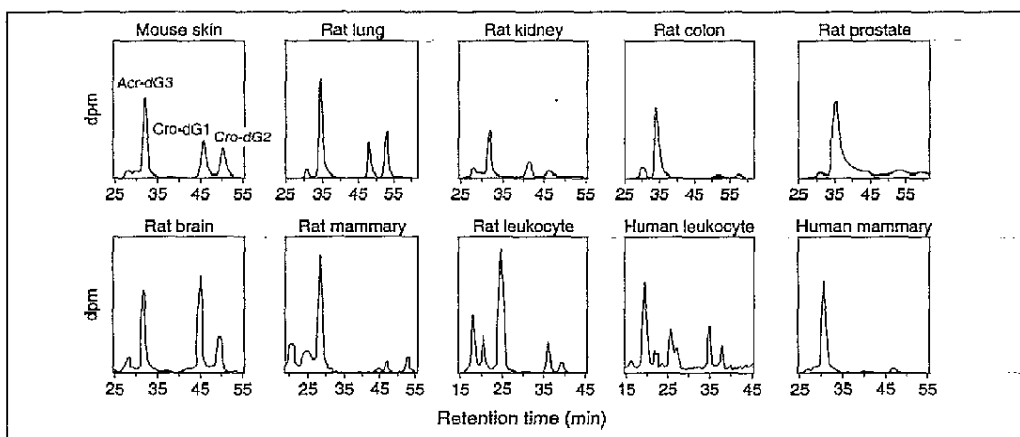 Mouse skin Rat lung Rat kidney Rat colon Rat prostate
dpm
Acr-dG3
Cro-dG1
Cro-dG2
25 35 45 55 25 35 45 55 25 35 45 55 25 35 45 55 25 35 45 55
Rat brain Rat mammary Rat leukocyte Human leukocyte Human mammary
dpm
25 35 45 55 25 35 45 55 15 25 35 45 15 25 35 45 25 35 45 55
Retention time (min)